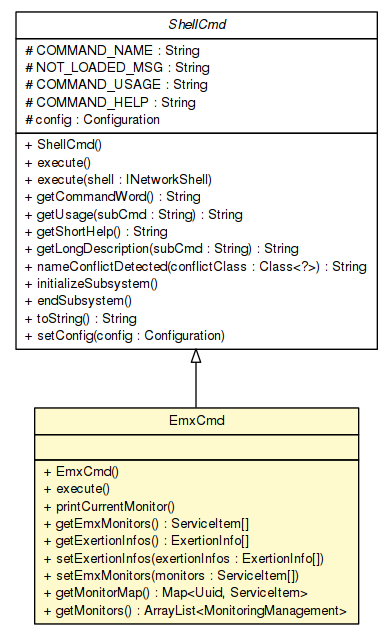 ShellCmd
# COMMAND_NAME : String
# NOT_LOADED_MSG : String
# COMMAND_USAGE : String
# COMMAND_HELP : String
# config : Configuration
+ ShellCmd()
+ execute()
+ execute(shell : INetworkShell)
+ getCommandWord() : String
+ getUsage(subCmd : String) : String
+ getShortHelp() : String
+ getLongDescription(subCmd : String) : String
+ nameConflictDetected(conflictClass : Class<?>) : String
+ initializeSubsystem()
+ endSubsystem()
+ toString() : String
+ setConfig(config : Configuration)
EmxCmd
+ EmxCmd()
+ execute()
+ printCurrentMonitor()
+ getEmxMonitors() : ServiceItem[]
+ getExertionInfos() : ExertionInfo[]
+ setExertionInfos(exertionInfos : ExertionInfo[])
+ setEmxMonitors(monitors : ServiceItem[])
+ getMonitorMap() : Map<Uuid, ServiceItem>
+ getMonitors() : ArrayList<MonitoringManagement>